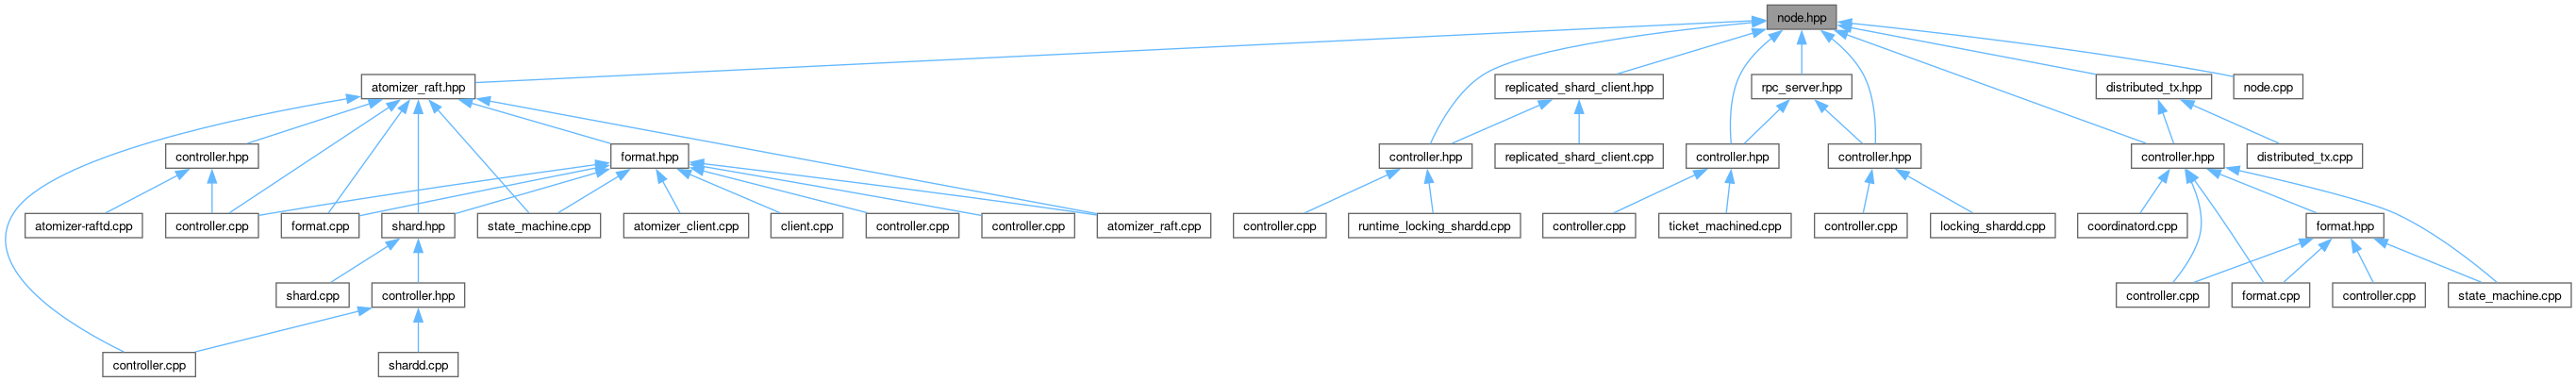 node.hpp
atomizer_raft.hpp
replicated_shard_client.hpp
rpc_server.hpp
distributed_tx.hpp
node.cpp
controller.hpp
format.hpp
controller.hpp
replicated_shard_client.cpp
controller.hpp
controller.hpp
controller.hpp
distributed_tx.cpp
atomizer-raftd.cpp
controller.cpp
format.cpp
shard.hpp
state_machine.cpp
atomizer_client.cpp
client.cpp
controller.cpp
controller.cpp
atomizer_raft.cpp
controller.cpp
runtime_locking_shardd.cpp
controller.cpp
ticket_machined.cpp
controller.cpp
locking_shardd.cpp
coordinatord.cpp
format.hpp
shard.cpp
controller.hpp
controller.cpp
format.cpp
controller.cpp
state_machine.cpp
controller.cpp
shardd.cpp